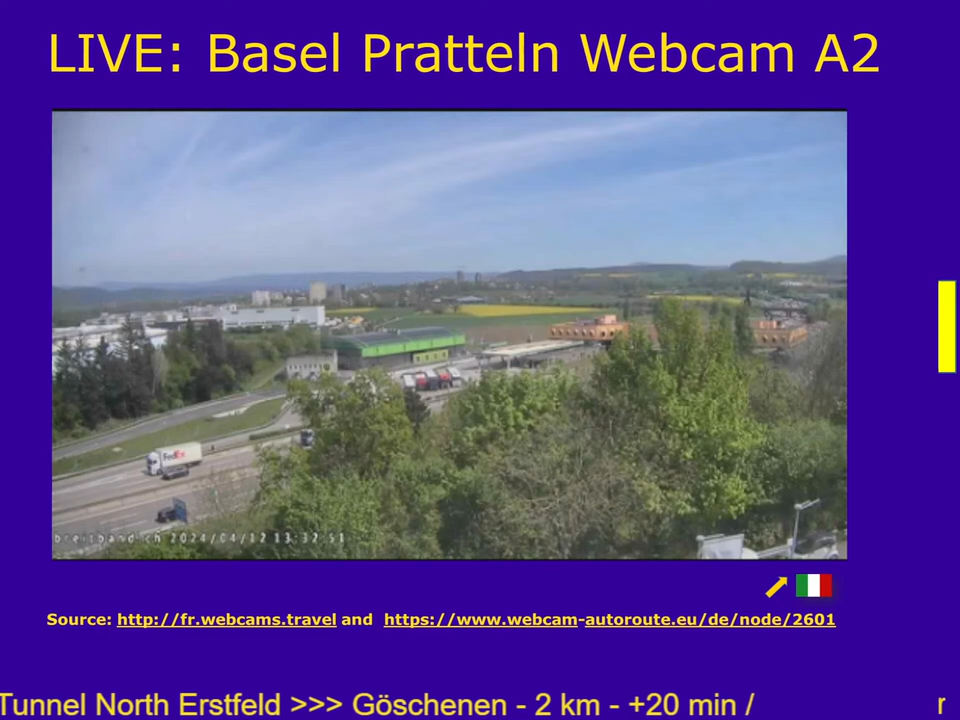 LIVE: Basel Pratteln Webcam A2
FedEx
breitband.ch 2024/04/12 13:32:51
Source: http://fr.webcams.travel and https://www.webcam-autoroute.eu/de/node/2601
Tunnel North Erstfeld >>> Göschenen - 2 km - +20 min / r